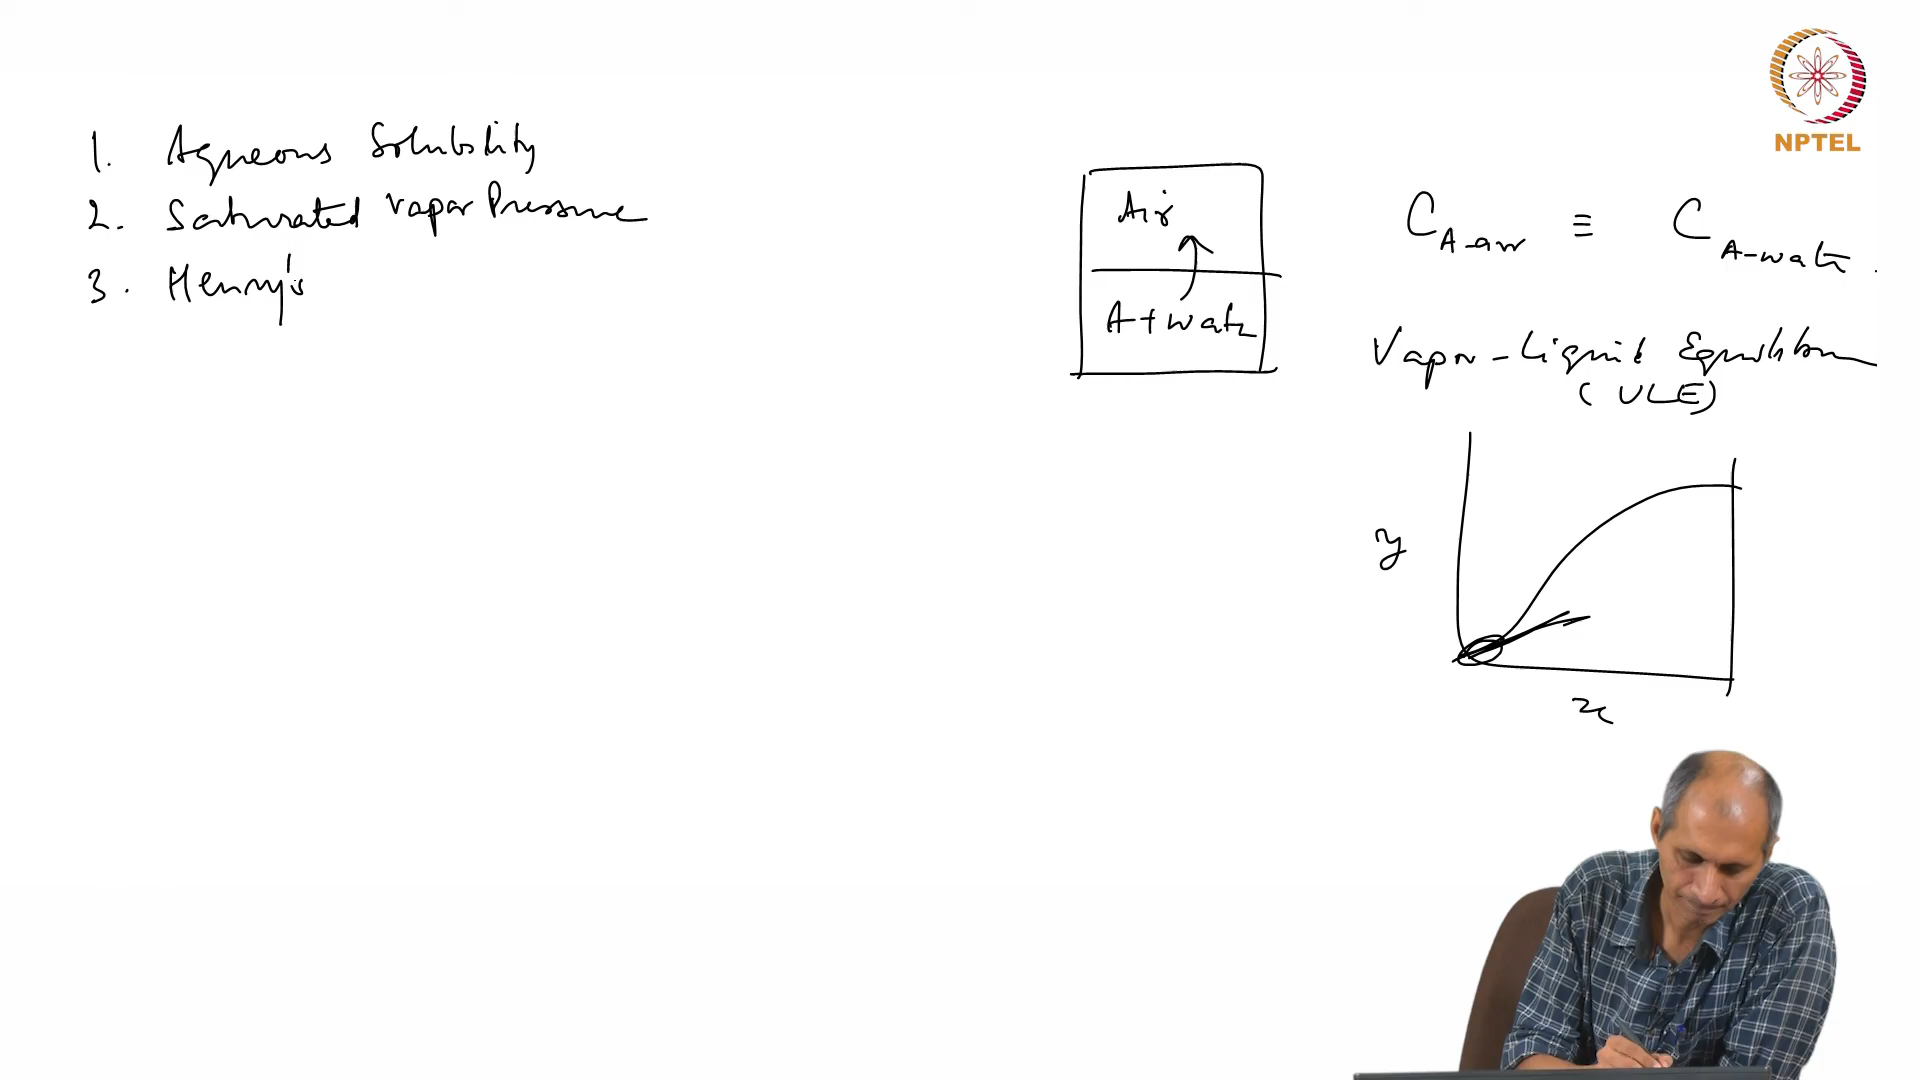 1. Aqueous Solubility
2. Saturated Vapor Pressure
3. Henry's
Air
A + water
C A-air ≡ C A-water
Vapor-Liquid Equilibrium
(VLE)
y
x
NPTEL